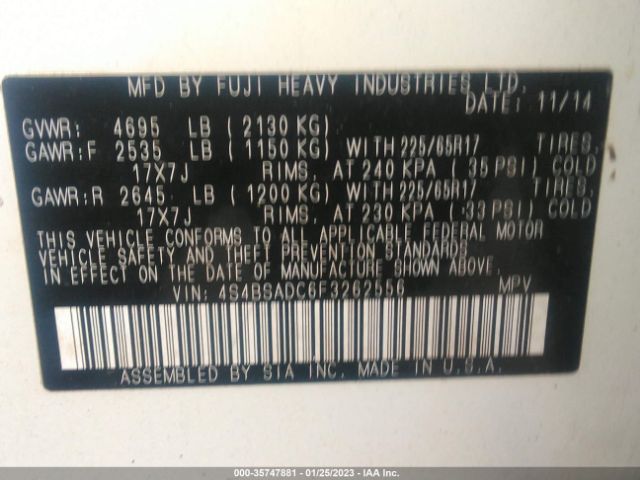 MFD BY FUJI HEAVY INDUSTRIES LTD.
DATE: 11/14
GVWR: 4695 LB ( 2130 KG)
GAWR:F 2535 LB ( 1150 KG) WITH 225/65R17 TIRES,
17X7J RIMS, AT 240 KPA ( 35 PSI) COLD
GAWR:R 2645 LB ( 1200 KG) WITH 225/65R17 TIRES,
17X7J RIMS, AT 230 KPA ( 33 PSI) COLD
THIS VEHICLE CONFORMS TO ALL APPLICABLE FEDERAL MOTOR
VEHICLE SAFETY AND THEFT PREVENTION STANDARDS
IN EFFECT ON THE DATE OF MANUFACTURE SHOWN ABOVE.
VIN: 4S4BSADC6F3262556 MPV
ASSEMBLED BY SIA INC. MADE IN U.S.A.
000-35747881 - 01/25/2023 - IAA Inc.